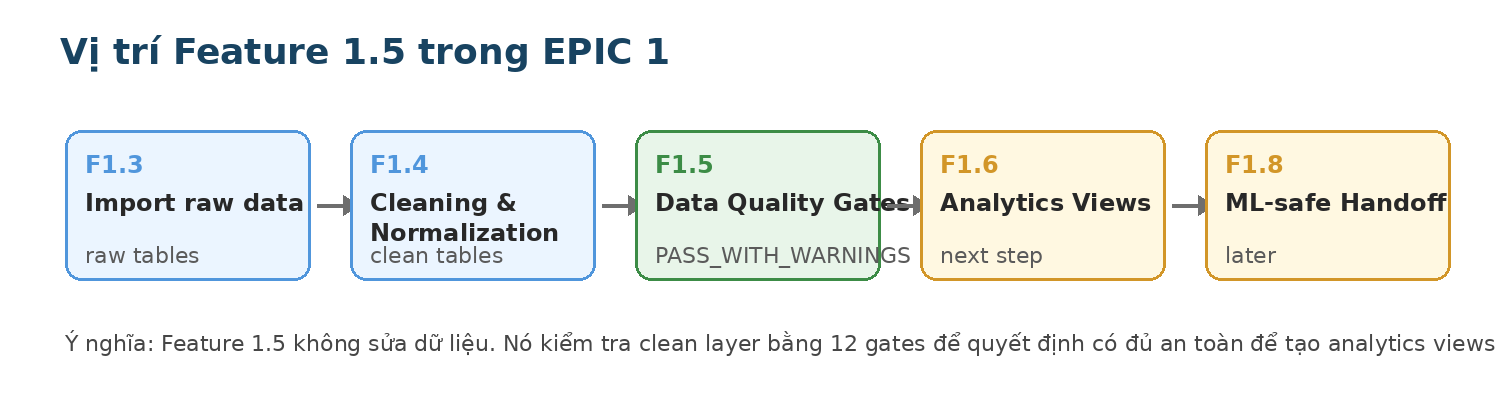 Vị trí Feature 1.5 trong EPIC 1
F1.3
Import raw data
raw tables
F1.4
Cleaning &
Normalization
clean tables
F1.5
Data Quality Gates
PASS_WITH_WARNINGS
F1.6
Analytics Views
next step
F1.8
ML-safe Handoff
later
Ý nghĩa: Feature 1.5 không sửa dữ liệu. Nó kiểm tra clean layer bằng 12 gates để quyết định có đủ an toàn để tạo analytics views